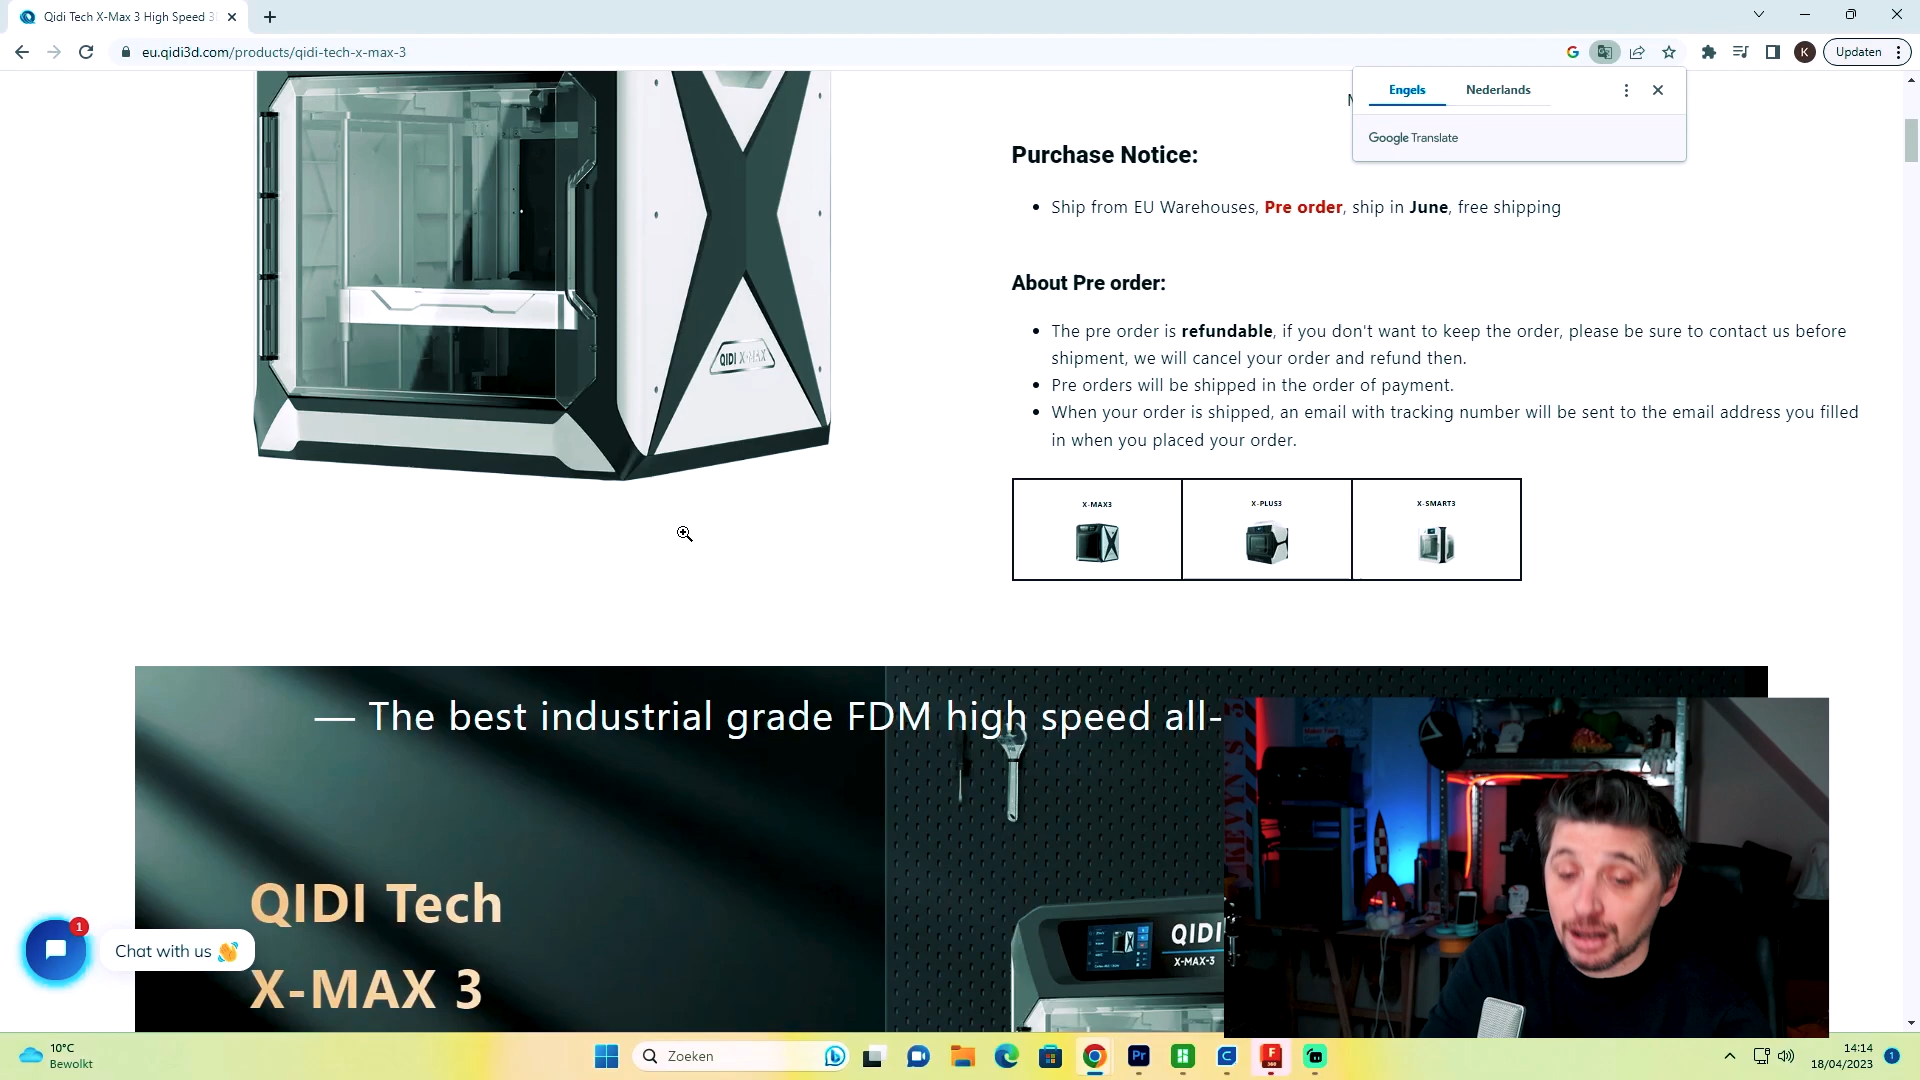 Qidi Tech X-Max 3 High Speed 3
eu.qidi3d.com/products/qidi-tech-x-max-3
K
Updaten
Engels
Nederlands
Google Translate
Purchase Notice:
Ship from EU Warehouses, Pre order, ship in June, free shipping
About Pre order:
The pre order is refundable, if you don't want to keep the order, please be sure to contact us before
shipment, we will cancel your order and refund then.
Pre orders will be shipped in the order of payment.
When your order is shipped, an email with tracking number will be sent to the email address you filled
in when you placed your order.
QIDI X-MAX
X-MAX3
X-PLUS3
X-SMART3
— The best industrial grade FDM high speed all-
QIDI Tech
X-MAX 3
QIDI
X-MAX-3
1
Chat with us 👋
10°C
Bewolkt
Zoeken
Pr
C
F
360
14:14
18/04/2023
1